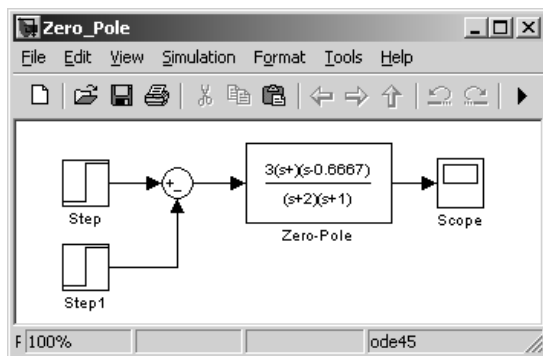 Zero_Pole
File Edit View Simulation Format Tools Help
+
-
3(s+)(s-0.6667)
(s+2)(s+1)
Step
Zero-Pole
Scope
Step1
F 100%
ode45